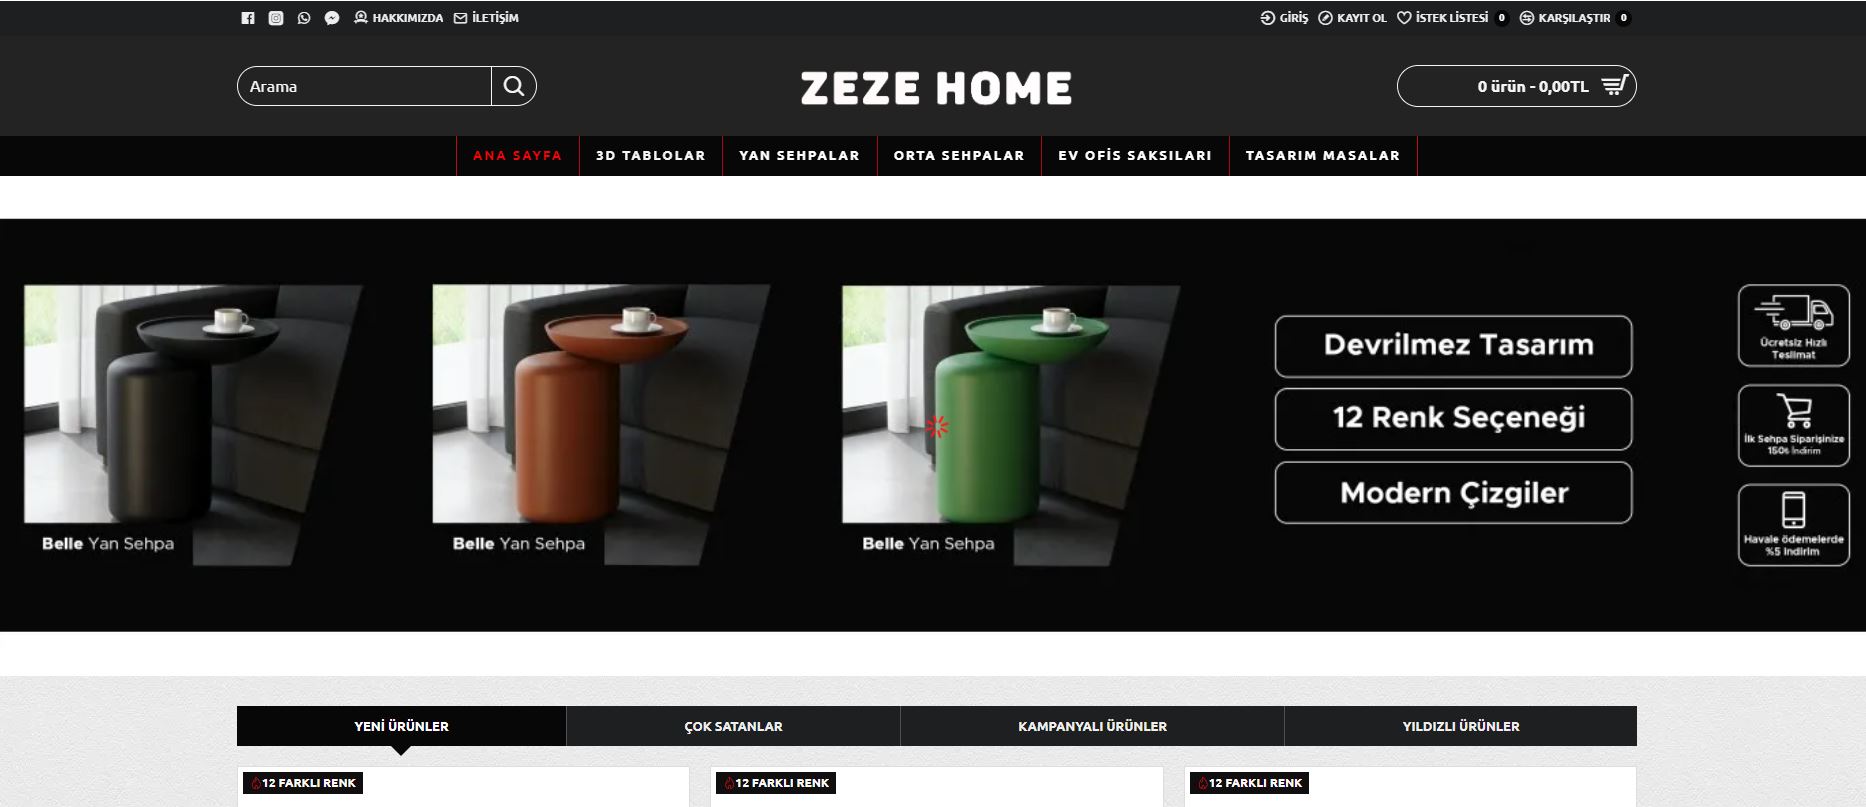 HAKKIMIZDA İLETİŞİM
GİRİŞ KAYIT OL İSTEK LİSTESİ 0 KARŞILAŞTIR 0
Arama
ZEZE HOME
0 ürün - 0,00TL
ANA SAYFA 3D TABLOLAR YAN SEHPALAR ORTA SEHPALAR EV OFİS SAKSILARI TASARIM MASALAR
Belle Yan Sehpa
Belle Yan Sehpa
Belle Yan Sehpa
Devrilmez Tasarım
12 Renk Seçeneği
Modern Çizgiler
Ücretsiz Hızlı
Teslimat
İlk Sehpa Siparişinize
150₺ İndirim
Havale ödemelerde
%5 İndirim
YENİ ÜRÜNLER ÇOK SATANLAR KAMPANYALI ÜRÜNLER YILDIZLI ÜRÜNLER
12 FARKLI RENK
12 FARKLI RENK
12 FARKLI RENK